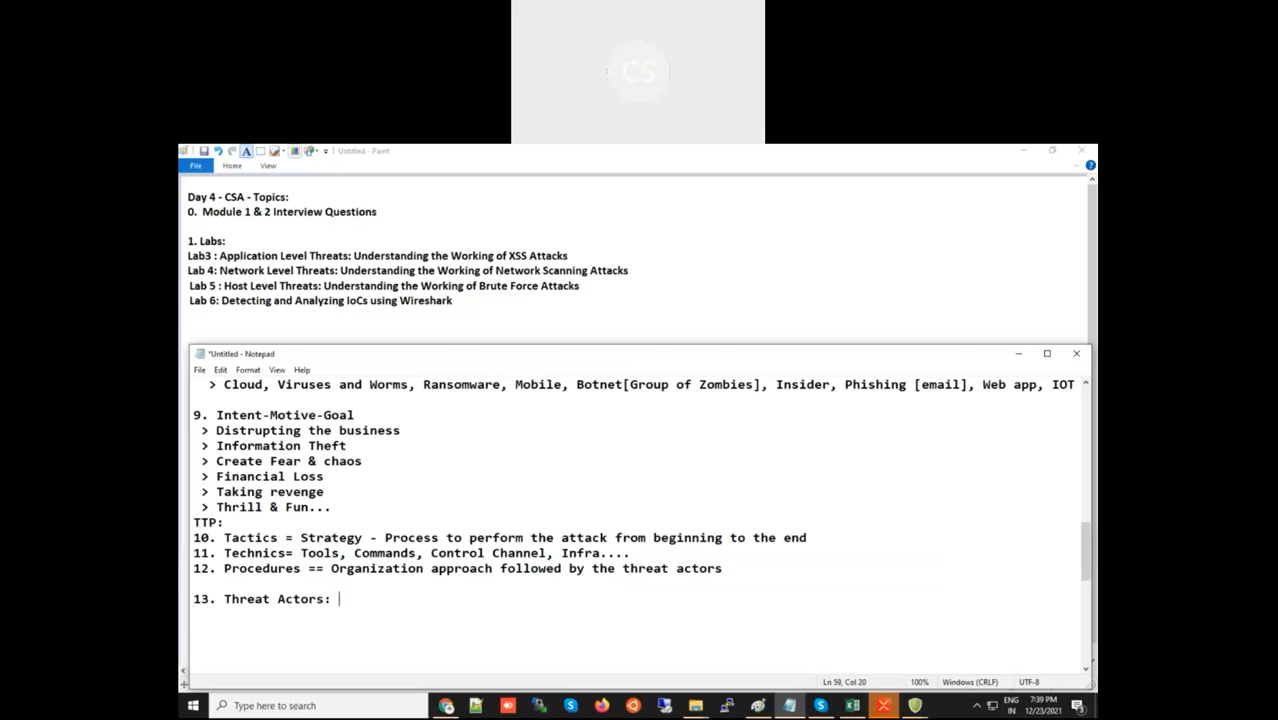 CS
Untitled - Paint
File Home View
Day 4 - CSA - Topics:
0. Module 1 & 2 Interview Questions
1. Labs:
Lab3 : Application Level Threats: Understanding the Working of XSS Attacks
Lab 4: Network Level Threats: Understanding the Working of Network Scanning Attacks
Lab 5 : Host Level Threats: Understanding the Working of Brute Force Attacks
Lab 6: Detecting and Analyzing IoCs using Wireshark
*Untitled - Notepad
File Edit Format View Help
> Cloud, Viruses and Worms, Ransomware, Mobile, Botnet[Group of Zombies], Insider, Phishing [email], Web app, IOT
9. Intent-Motive-Goal
> Distrupting the business
> Information Theft
> Create Fear & chaos
> Financial Loss
> Taking revenge
> Thrill & Fun...
TTP:
10. Tactics = Strategy - Process to perform the attack from beginning to the end
11. Technics= Tools, Commands, Control Channel, Infra....
12. Procedures == Organization approach followed by the threat actors
13. Threat Actors:
Ln 59, Col 20 100% Windows (CRLF) UTF-8
Type here to search
ENG 7:39 PM
IN 12/23/2021